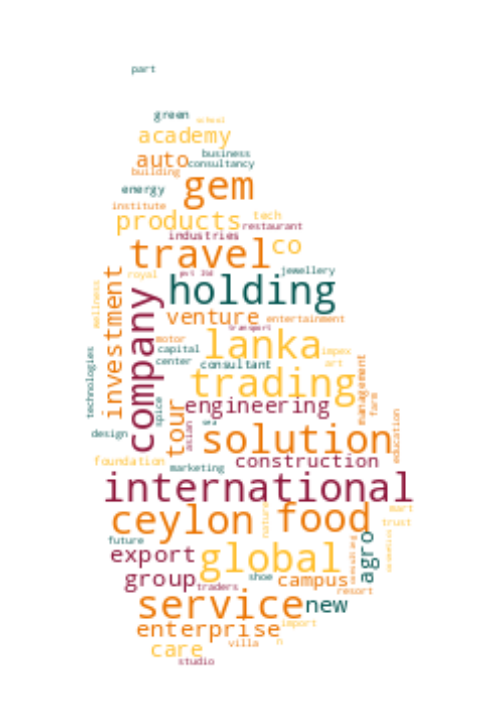 part
green
school
academy
business
auto
consultancy
building
energy
gem
institute
products
tech
restaurant
industries
travel
co
royal
pvt ltd
jewellery
holding
wellness
investment
company
venture
entertainment
transport
motor
lanka
capital
impex
center
consultant
art
technologies
trading
management
farm
spice
tour
engineering
asian
sea
design
solution
education
foundation
marketing
construction
international
ceylon
food
nature
mart
trust
future
export
global
consulting
agro
cosmetics
group
traders
shoe
campus
resort
service
new
enterprise
import
care
villa
n
studio